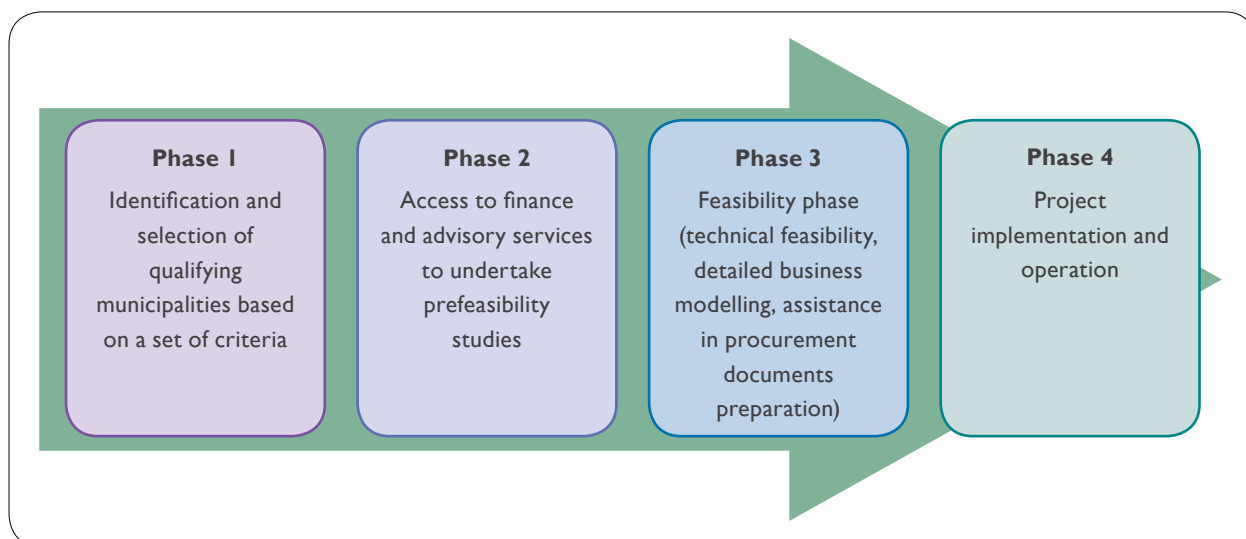 Phase 1
Identification and
selection of
qualifying
municipalities based
on a set of criteria
Phase 2
Access to finance
and advisory services
to undertake
prefeasibility
studies
Phase 3
Feasibility phase
(technical feasibility,
detailed business
modelling, assistance
in procurement
documents
preparation)
Phase 4
Project
implementation and
operation